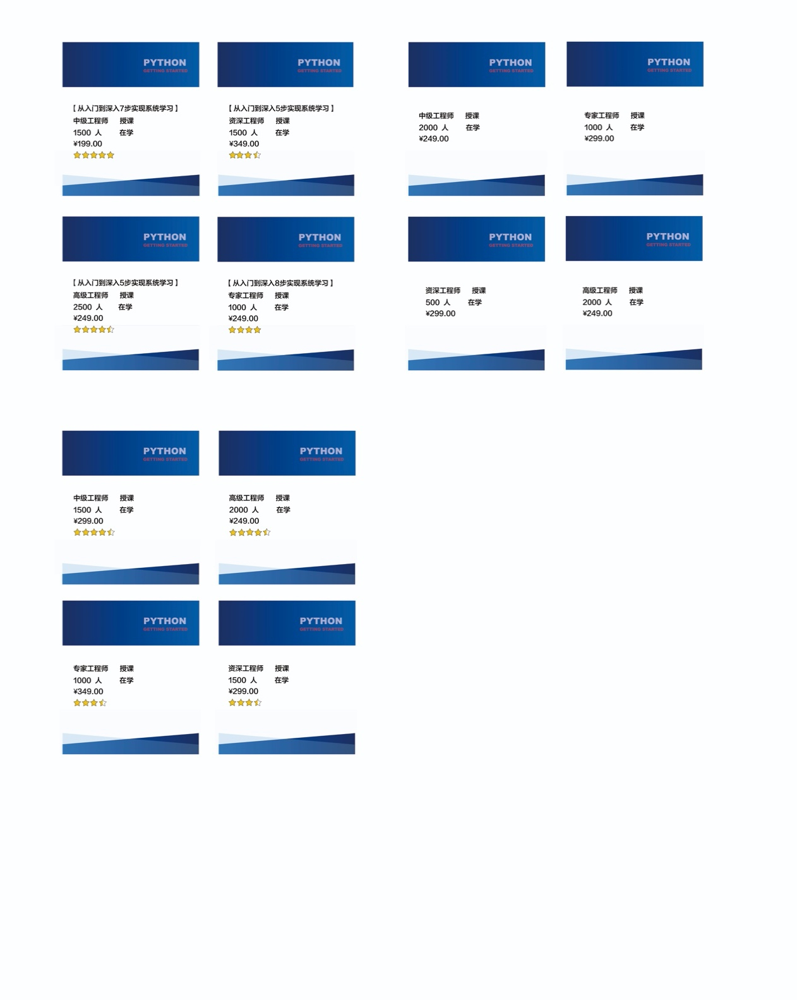 PYTHON
GETTING STARTED
【从入门到深入7步实现系统学习】
中级工程师 授课
1500 人 在学
¥199.00
PYTHON
GETTING STARTED
【从入门到深入5步实现系统学习】
资深工程师 授课
1500 人 在学
¥349.00
PYTHON
GETTING STARTED
中级工程师 授课
2000 人 在学
¥249.00
PYTHON
GETTING STARTED
专家工程师 授课
1000 人 在学
¥299.00
PYTHON
GETTING STARTED
【从入门到深入5步实现系统学习】
高级工程师 授课
2500 人 在学
¥249.00
PYTHON
GETTING STARTED
【从入门到深入8步实现系统学习】
专家工程师 授课
1000 人 在学
¥249.00
PYTHON
GETTING STARTED
资深工程师 授课
500 人 在学
¥299.00
PYTHON
GETTING STARTED
高级工程师 授课
2000 人 在学
¥249.00
PYTHON
GETTING STARTED
中级工程师 授课
1500 人 在学
¥299.00
PYTHON
GETTING STARTED
高级工程师 授课
2000 人 在学
¥249.00
PYTHON
GETTING STARTED
专家工程师 授课
1000 人 在学
¥349.00
PYTHON
GETTING STARTED
资深工程师 授课
1500 人 在学
¥299.00